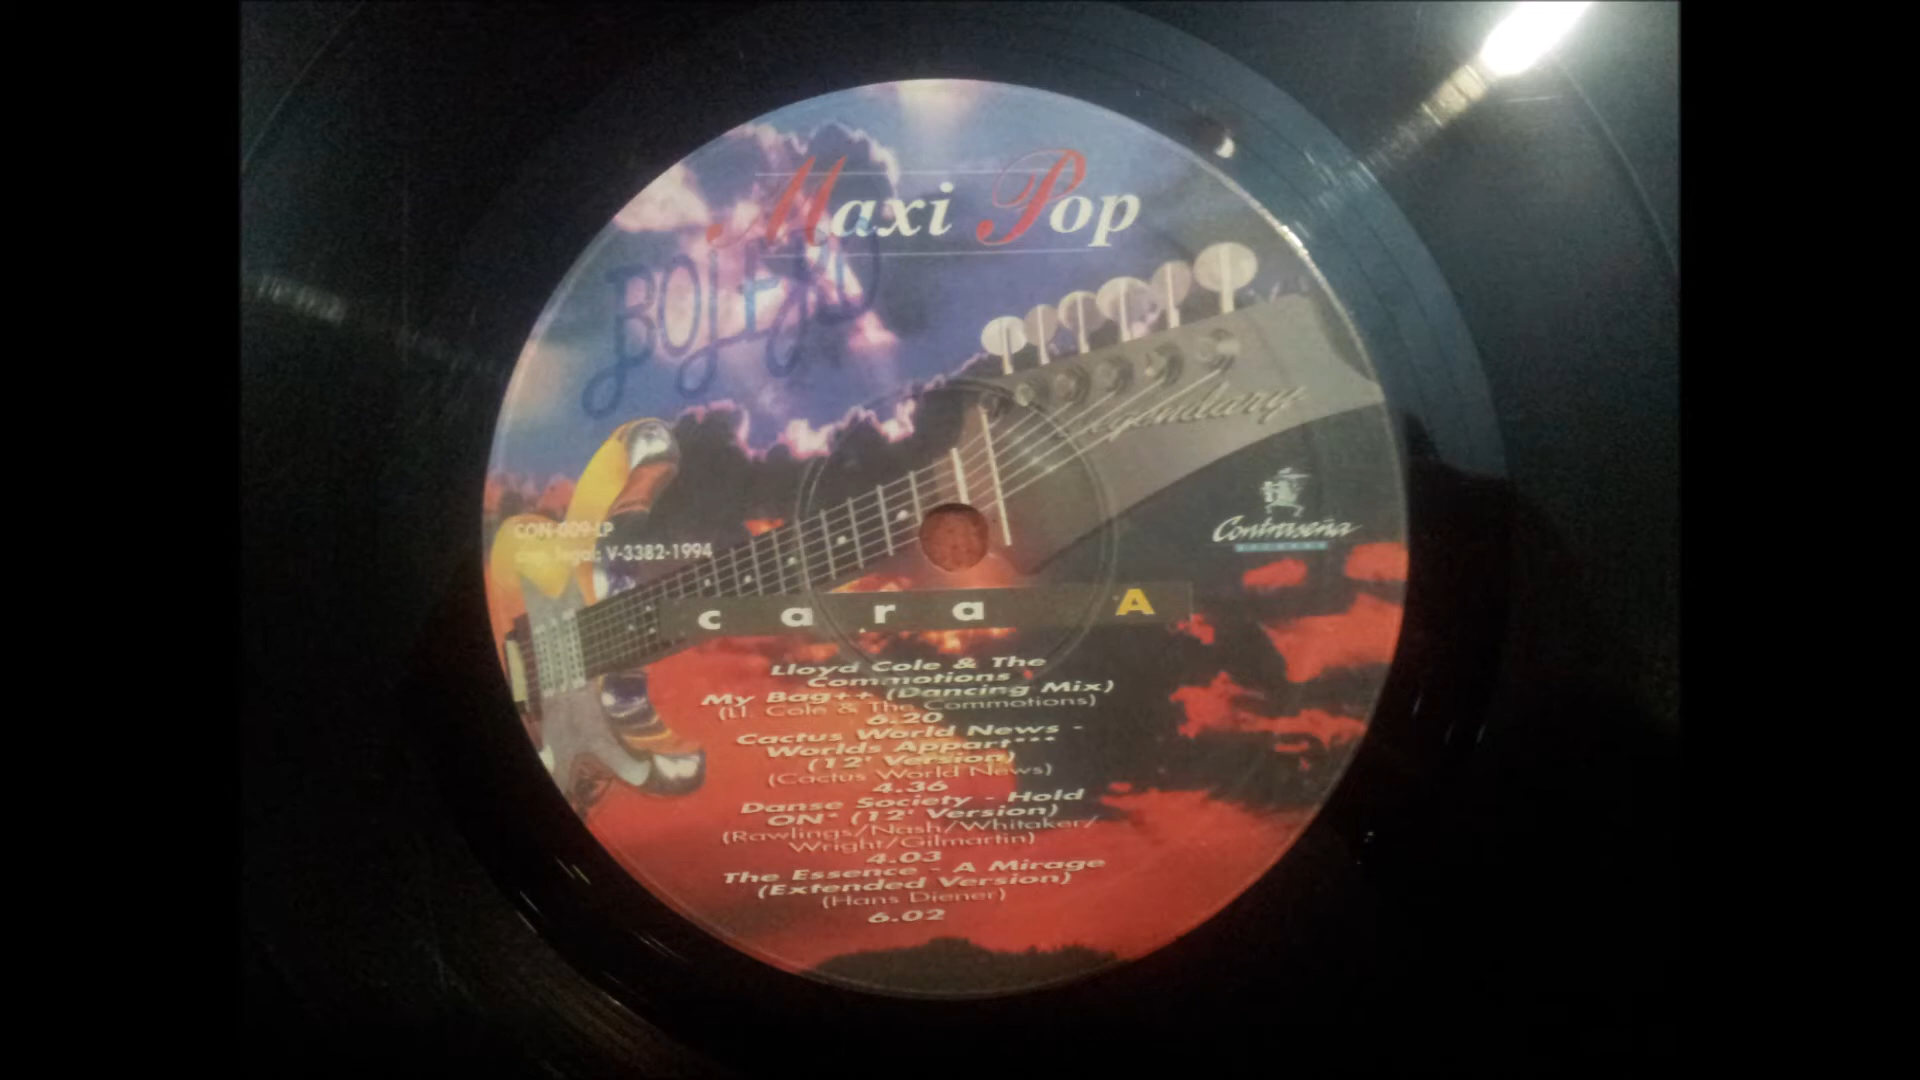 Maxi Pop
Legendary
CON-009-LP
legal: V-3382-1994
Contraseña
RECORDS
cara A
Lloyd Cole & The
Commotions
My Bag++ (Dancing Mix)
(Ll. Cole & The Commotions)
6.20
Cactus World News -
Worlds Appart***
(12' Version)
(Cactus World News)
4.36
Danse Society - Hold
ON* (12' Version)
(Rawlings/Nash/Whitaker/
Wright/Gilmartin)
4.03
The Essence - A Mirage
(Extended Version)
(Hans Diener)
6.02